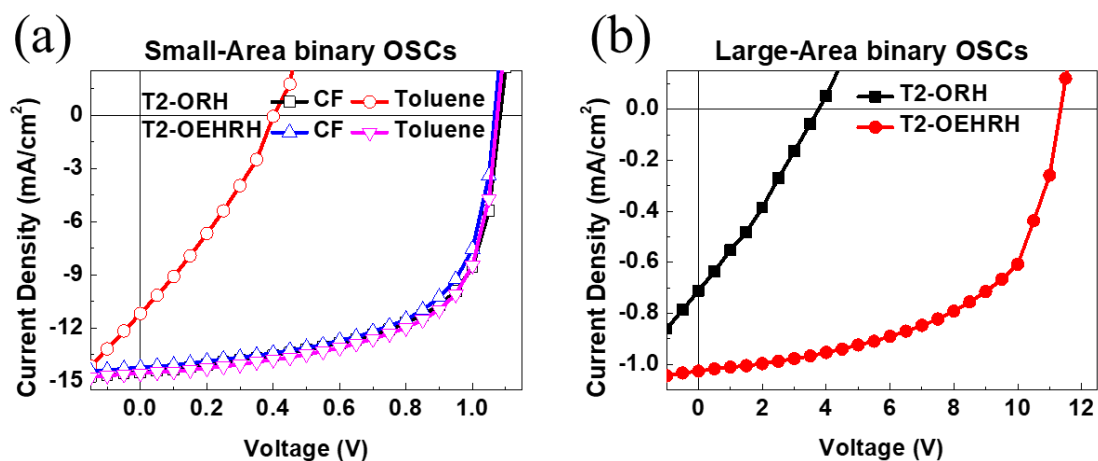 (a)
Small-Area binary OSCs
T2-ORH CF Toluene
T2-OEHRH CF Toluene
Current Density (mA/cm²)
0
-3
-6
-9
-12
-15
0.0 0.2 0.4 0.6 0.8 1.0
Voltage (V)
(b)
Large-Area binary OSCs
T2-ORH
T2-OEHRH
Current Density (mA/cm²)
0.0
-0.2
-0.4
-0.6
-0.8
-1.0
0 2 4 6 8 10 12
Voltage (V)